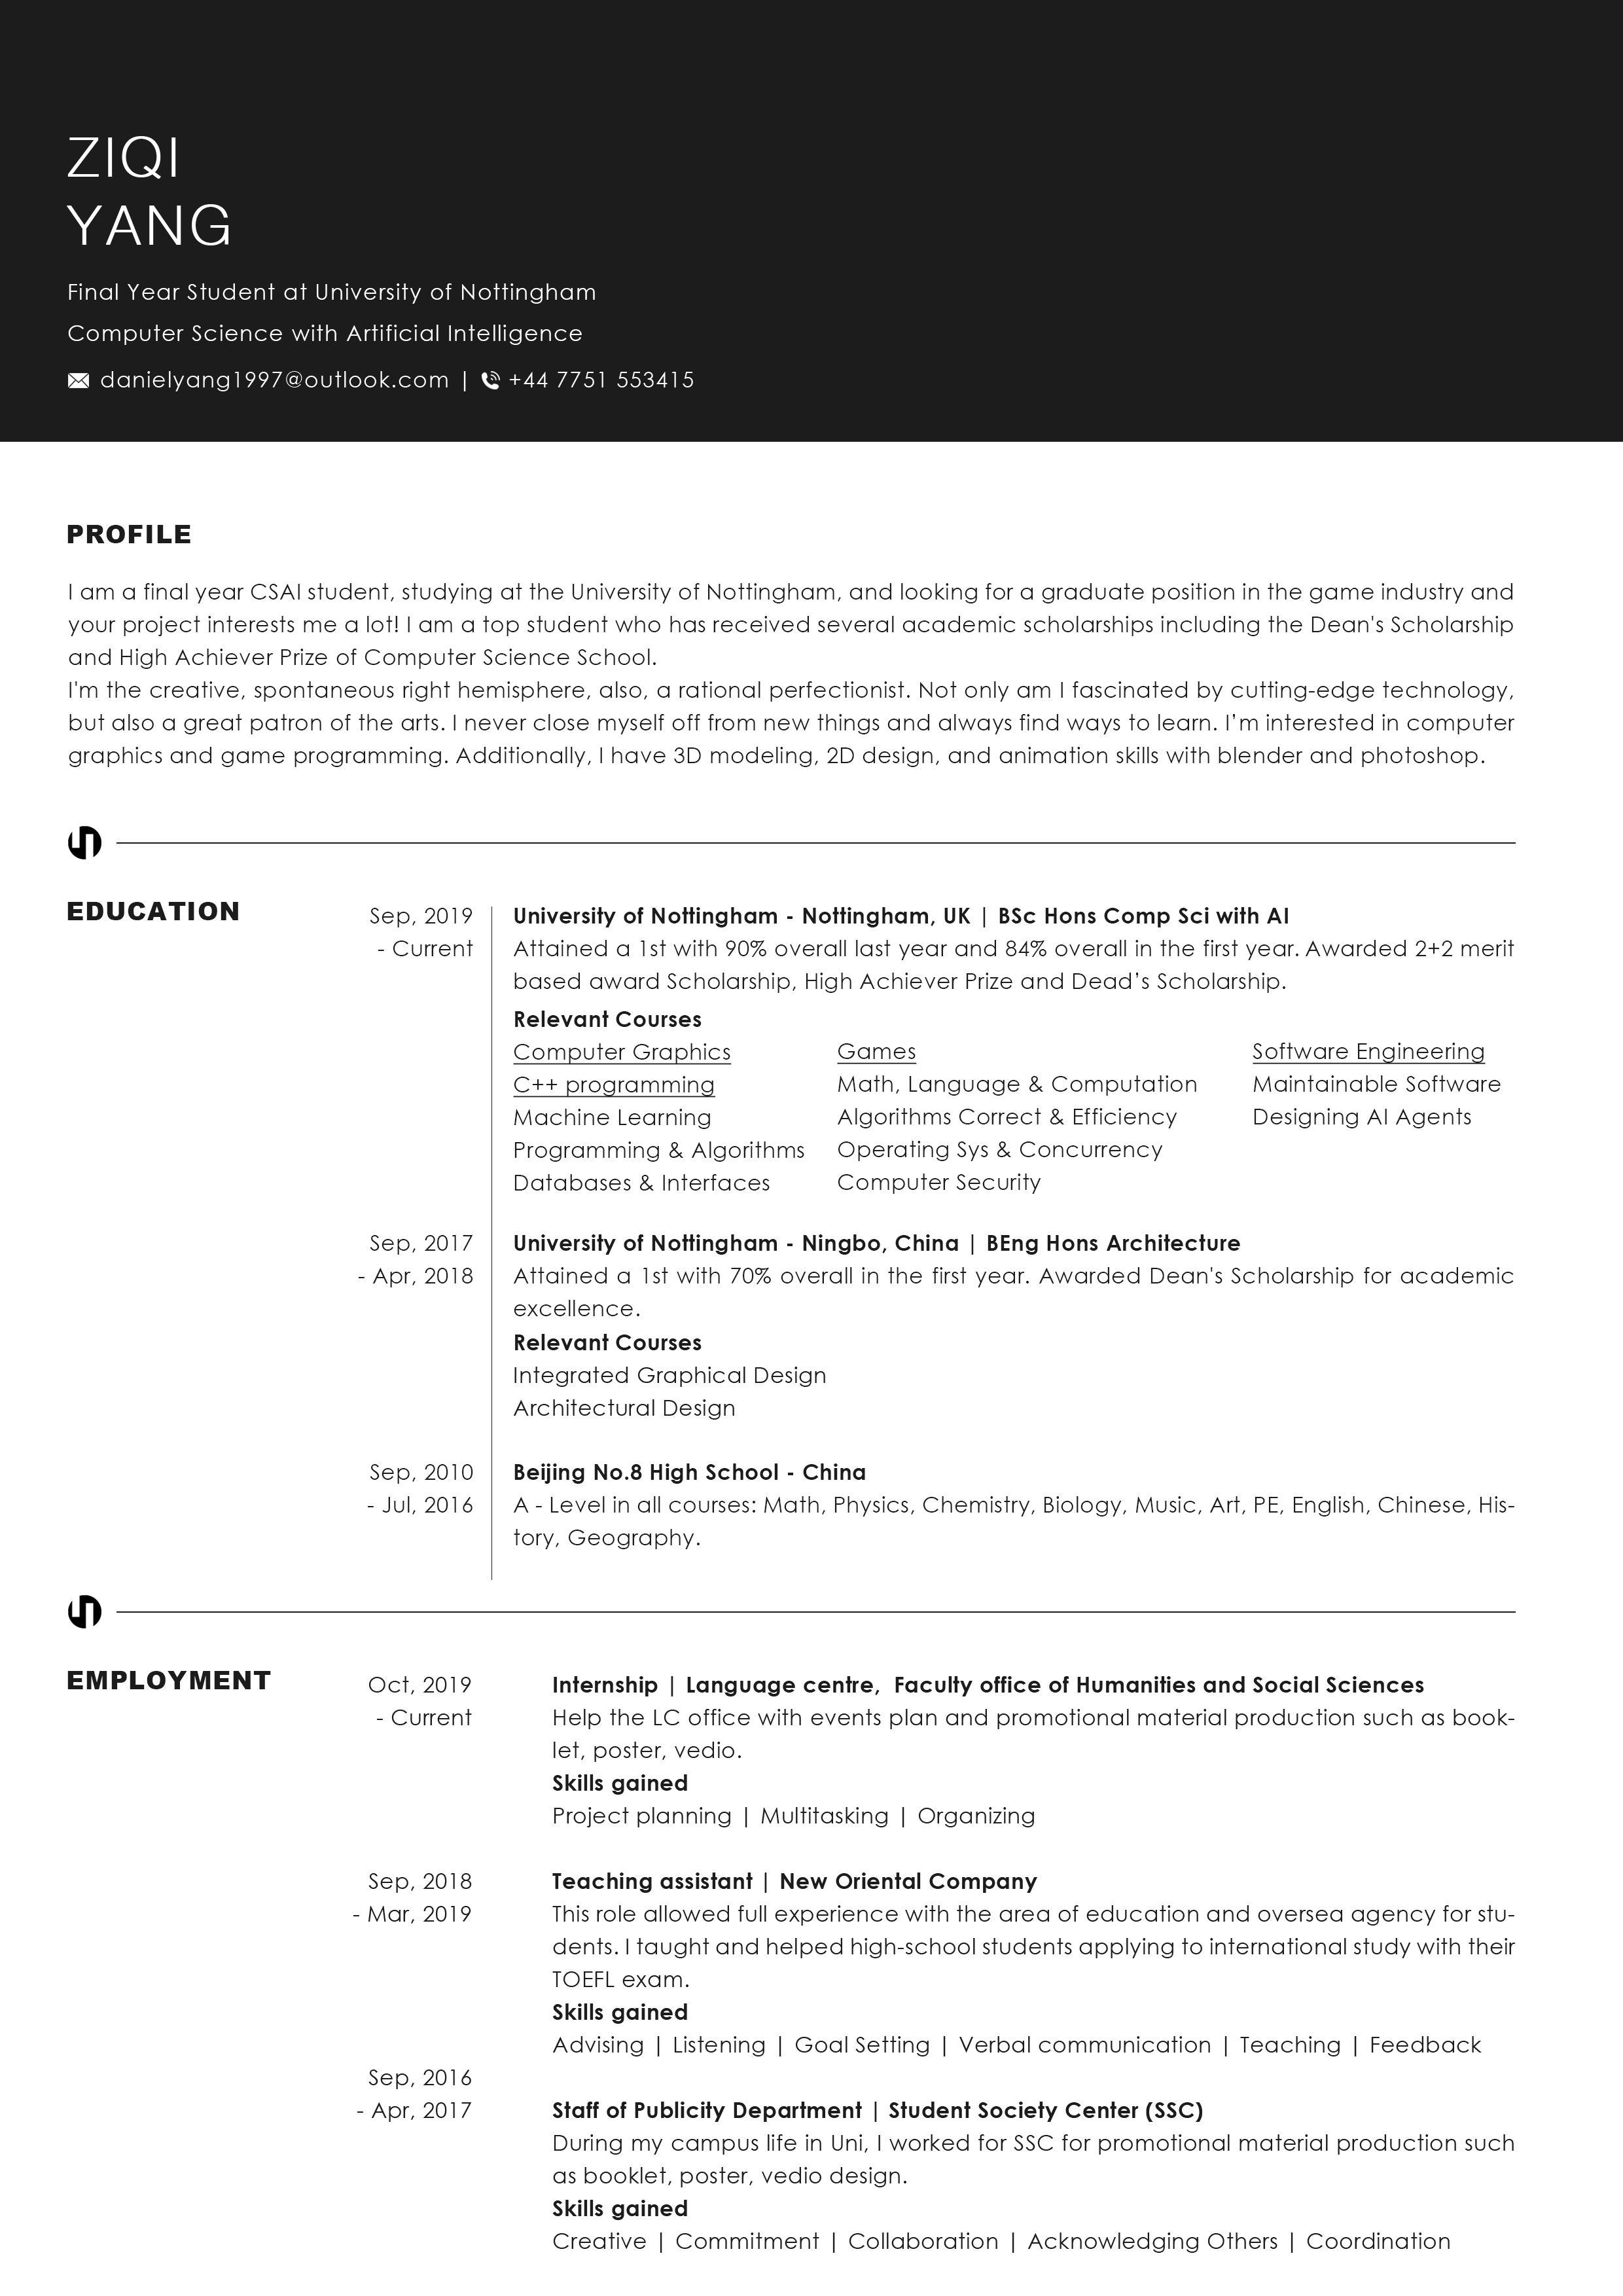 ZIQI
YANG
Final Year Student at University of Nottingham
Computer Science with Artificial Intelligence
danielyang1997@outlook.com | +44 7751 553415
PROFILE
I am a final year CSAI student, studying at the University of Nottingham, and looking for a graduate position in the game industry and
your project interests me a lot! I am a top student who has received several academic scholarships including the Dean's Scholarship
and High Achiever Prize of Computer Science School.
I'm the creative, spontaneous right hemisphere, also, a rational perfectionist. Not only am I fascinated by cutting-edge technology,
but also a great patron of the arts. I never close myself off from new things and always find ways to learn. I’m interested in computer
graphics and game programming. Additionally, I have 3D modeling, 2D design, and animation skills with blender and photoshop.
EDUCATION
Sep, 2019
- Current
University of Nottingham - Nottingham, UK | BSc Hons Comp Sci with AI
Attained a 1st with 90% overall last year and 84% overall in the first year. Awarded 2+2 merit
based award Scholarship, High Achiever Prize and Dead’s Scholarship.
Relevant Courses
Computer Graphics
C++ programming
Machine Learning
Programming & Algorithms
Databases & Interfaces
Games
Math, Language & Computation
Algorithms Correct & Efficiency
Operating Sys & Concurrency
Computer Security
Software Engineering
Maintainable Software
Designing AI Agents
Sep, 2017
- Apr, 2018
University of Nottingham - Ningbo, China | BEng Hons Architecture
Attained a 1st with 70% overall in the first year. Awarded Dean's Scholarship for academic
excellence.
Relevant Courses
Integrated Graphical Design
Architectural Design
Sep, 2010
- Jul, 2016
Beijing No.8 High School - China
A - Level in all courses: Math, Physics, Chemistry, Biology, Music, Art, PE, English, Chinese, His-
tory, Geography.
EMPLOYMENT
Oct, 2019
- Current
Internship | Language centre,  Faculty office of Humanities and Social Sciences
Help the LC office with events plan and promotional material production such as book-
let, poster, vedio.
Skills gained
Project planning | Multitasking | Organizing
Sep, 2018
- Mar, 2019
Teaching assistant | New Oriental Company
This role allowed full experience with the area of education and oversea agency for stu-
dents. I taught and helped high-school students applying to international study with their
TOEFL exam.
Skills gained
Advising | Listening | Goal Setting | Verbal communication | Teaching | Feedback
Sep, 2016
- Apr, 2017
Staff of Publicity Department | Student Society Center (SSC)
During my campus life in Uni, I worked for SSC for promotional material production such
as booklet, poster, vedio design.
Skills gained
Creative | Commitment | Collaboration | Acknowledging Others | Coordination